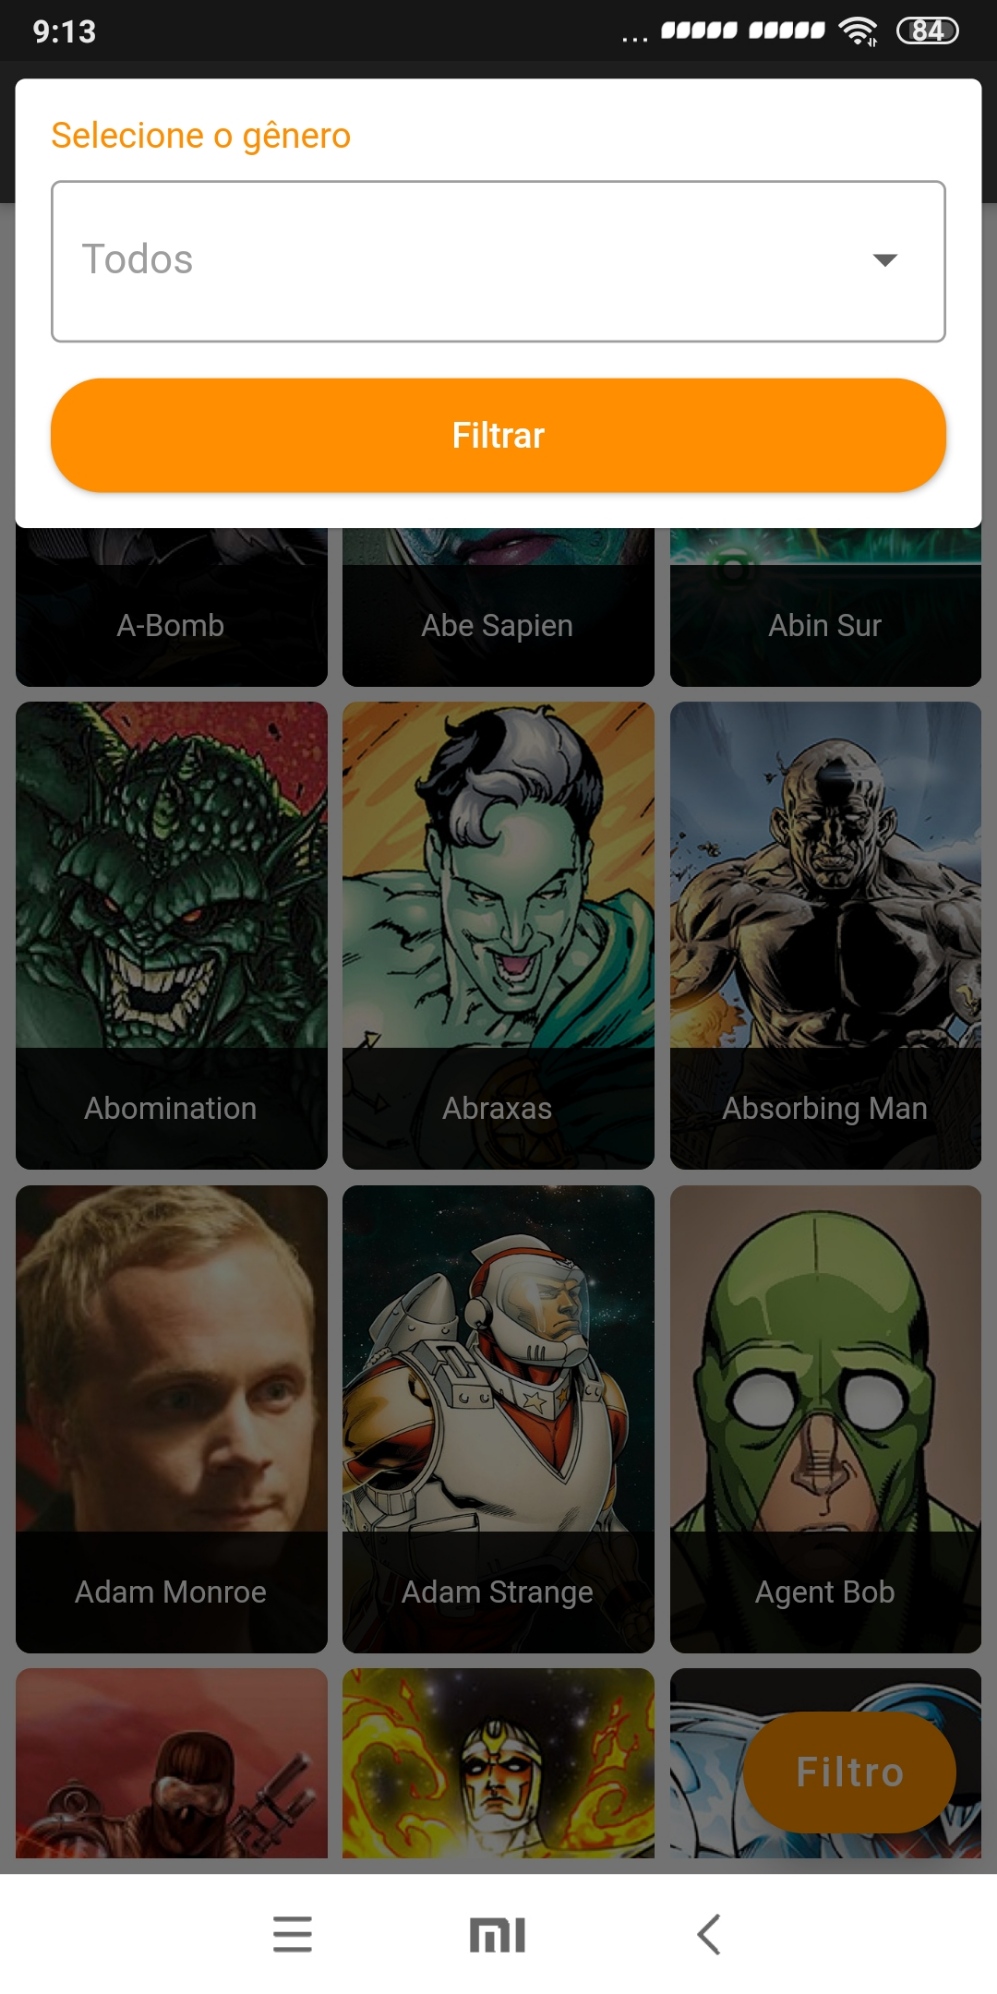 9:13
... 84
Selecione o gênero
Todos
Filtrar
A-Bomb Abe Sapien Abin Sur
Abomination Abraxas Absorbing Man
Adam Monroe Adam Strange Agent Bob
Filtro